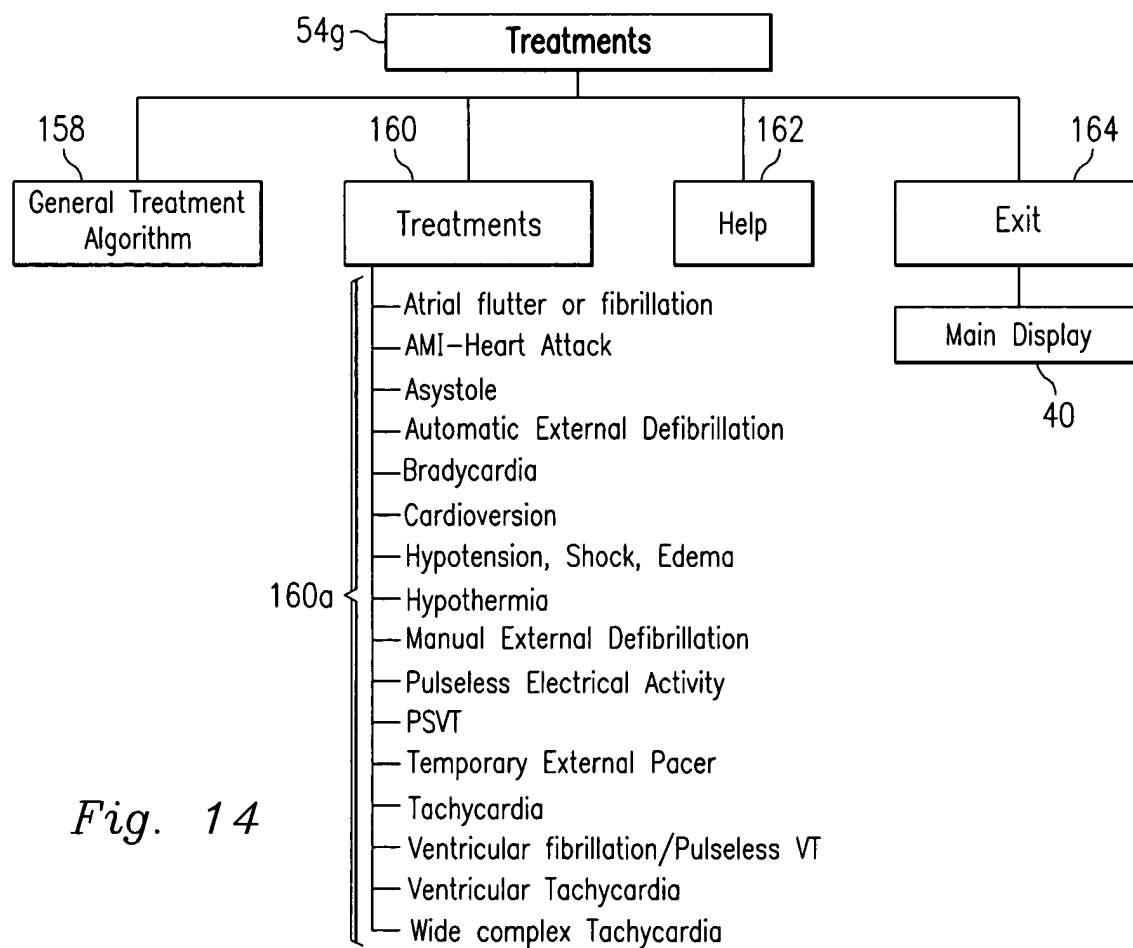 54g
Treatments
158
160
162
164
General Treatment
Algorithm
Treatments
Help
Exit
Main Display
40
160a
Atrial flutter or fibrillation
AMI-Heart Attack
Asystole
Automatic External Defibrillation
Bradycardia
Cardioversion
Hypotension, Shock, Edema
Hypothermia
Manual External Defibrillation
Pulseless Electrical Activity
PSVT
Temporary External Pacer
Tachycardia
Ventricular fibrillation/Pulseless VT
Ventricular Tachycardia
Wide complex Tachycardia
Fig. 14